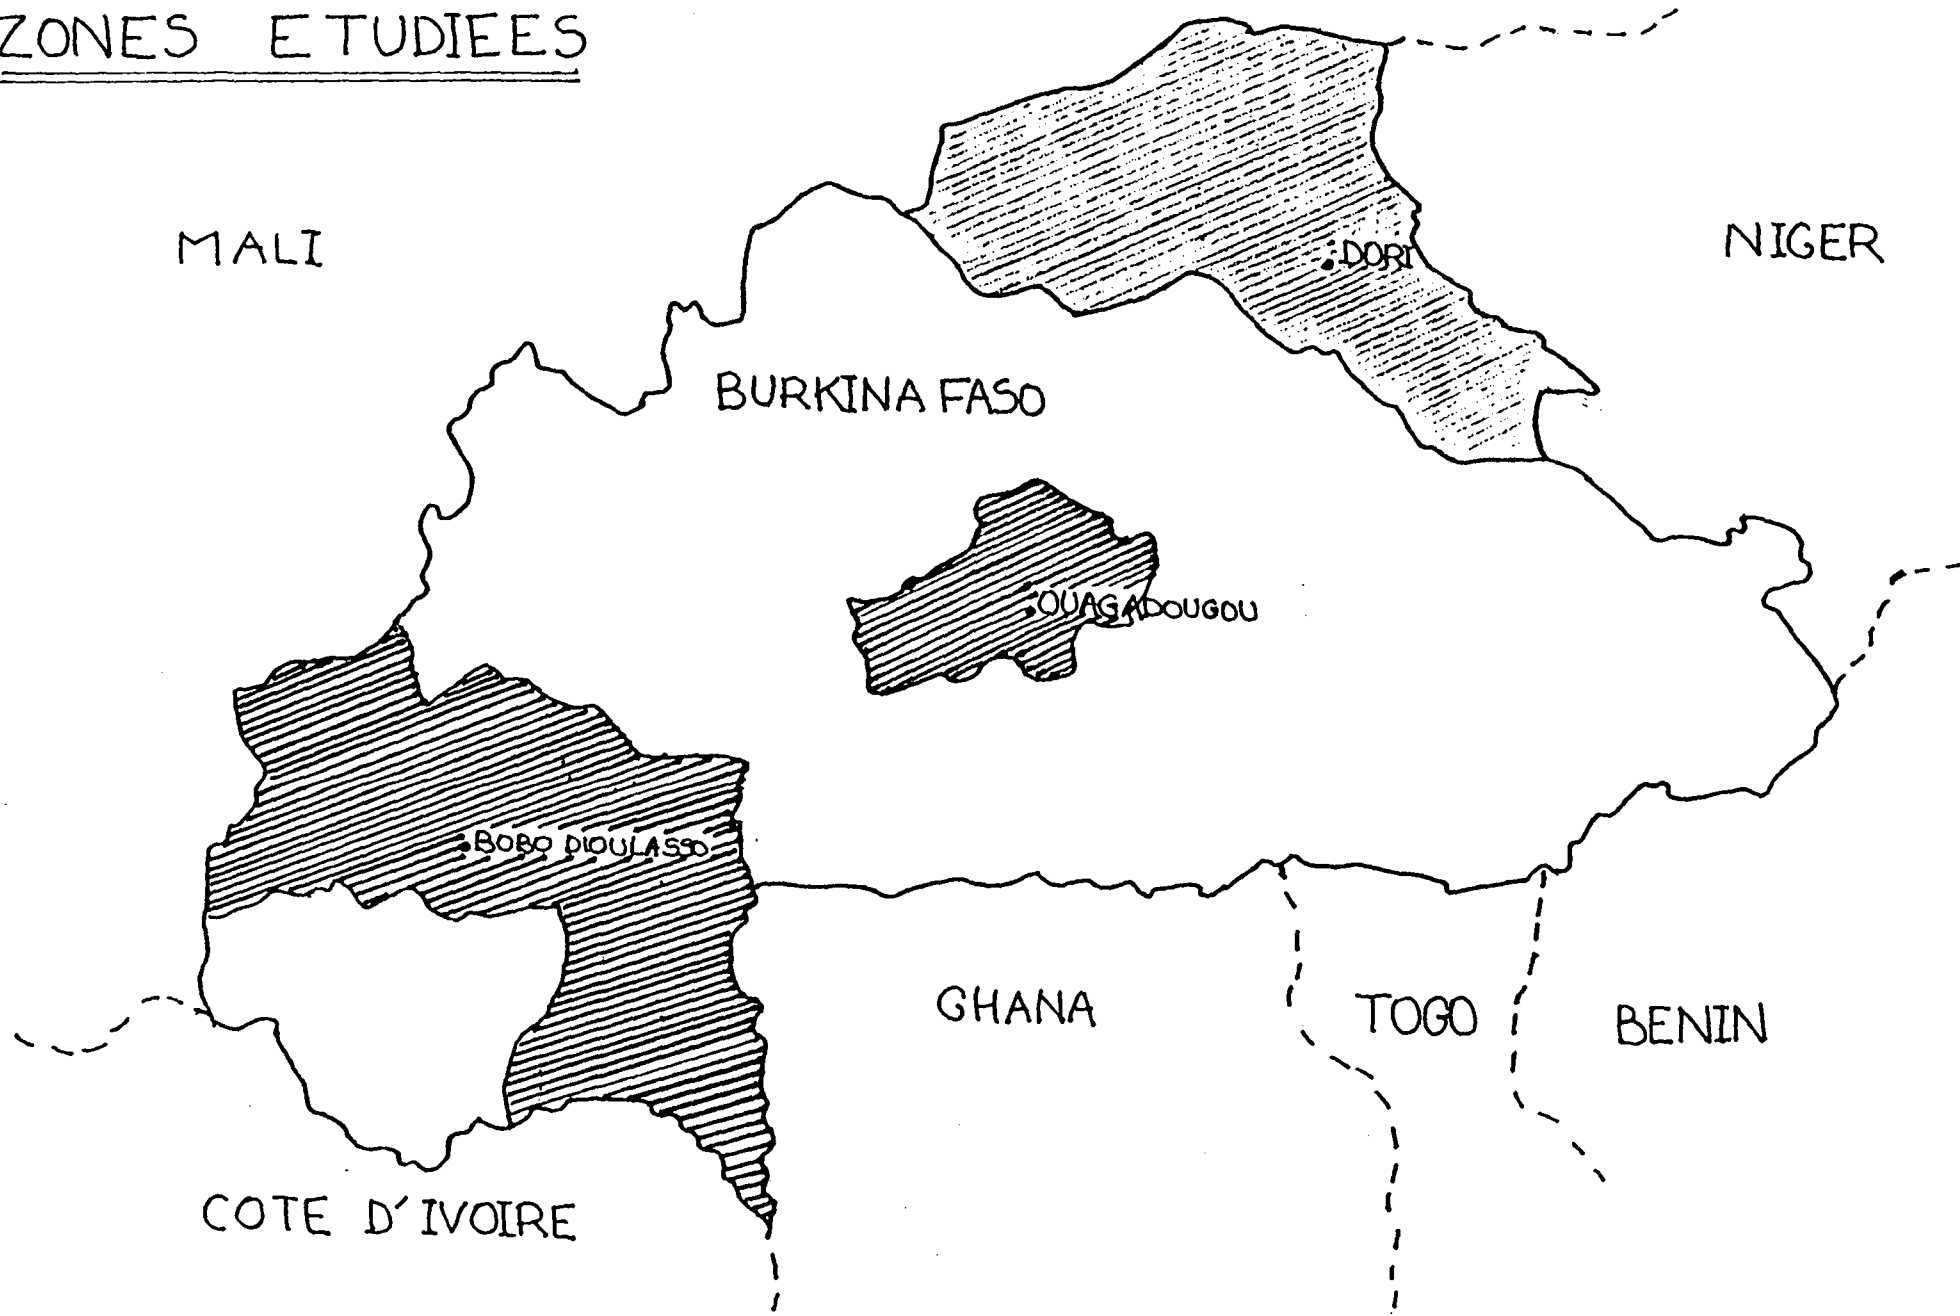 ZONES ETUDIEES
MALI
NIGER
DORI
BURKINA FASO
OUAGADOUGOU
BOBO DIOULASSO
GHANA
TOGO
BENIN
COTE D'IVOIRE